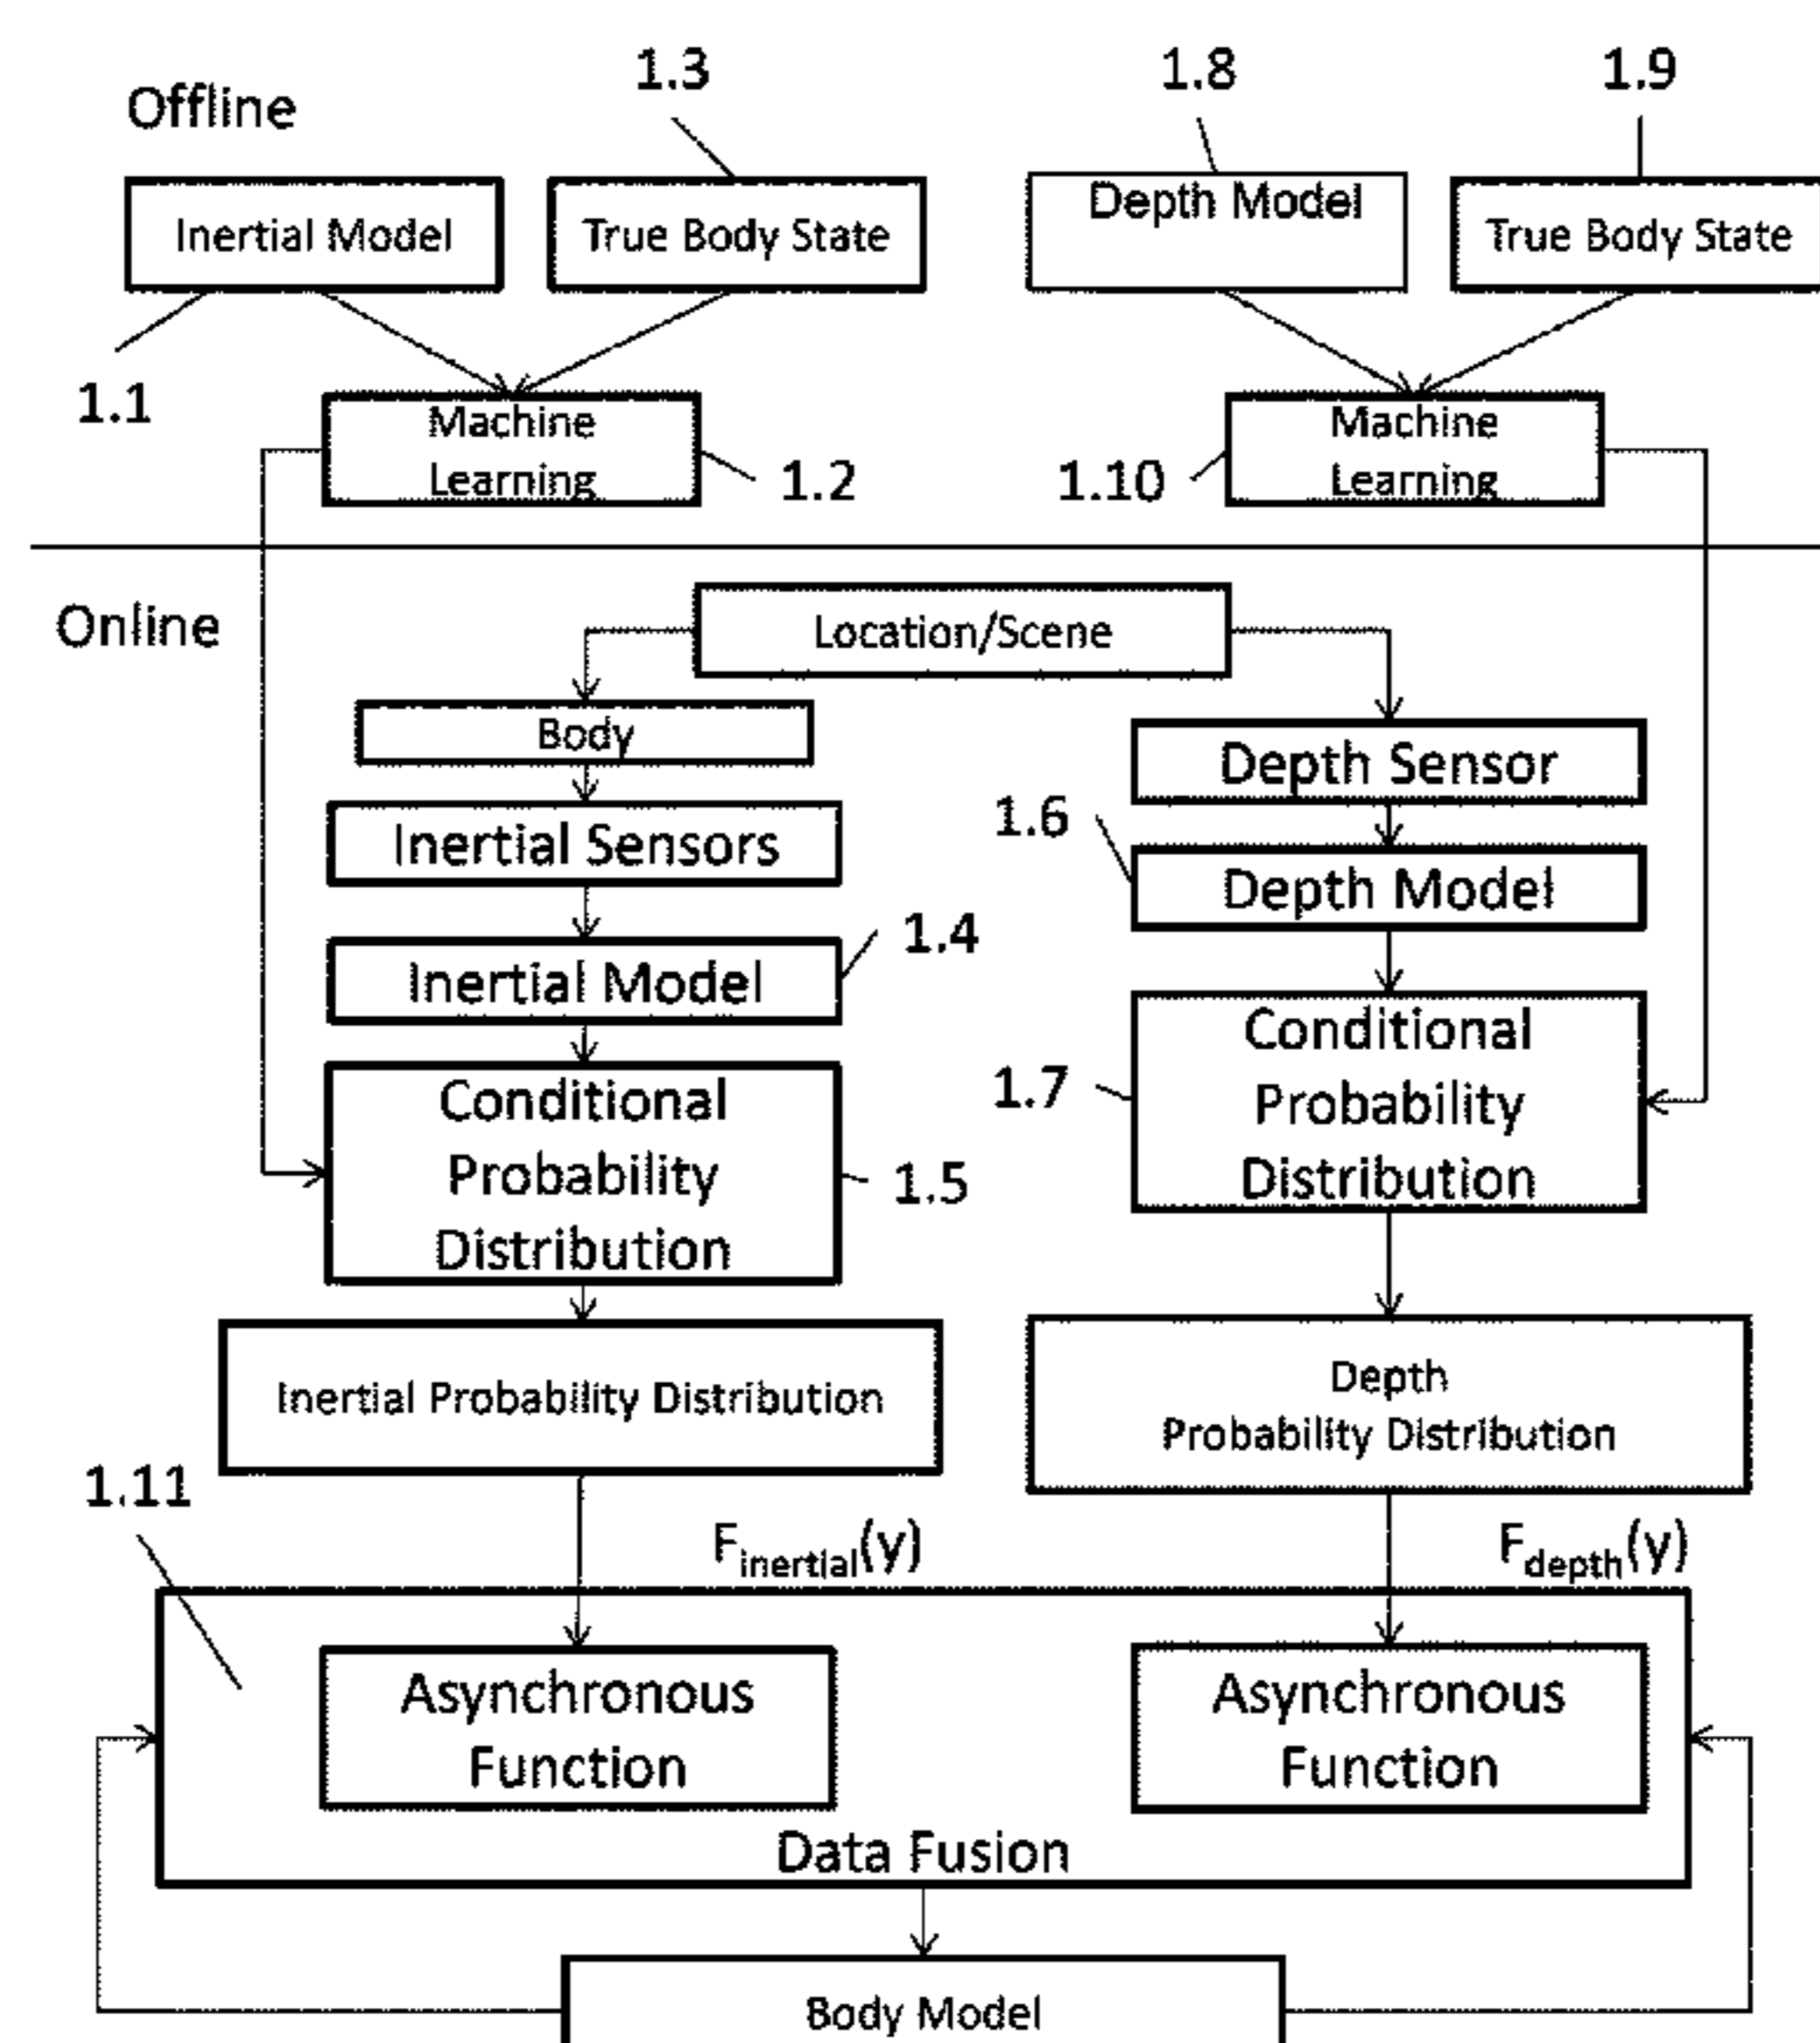 1.3
1.8
1.9
Offline
Inertial Model
True Body State
Depth Model
True Body State
1.1
Machine
Learning
1.2
1.10
Machine
Learning
Online
Location/Scene
Body
Depth Sensor
1.6
Inertial Sensors
Depth Model
1.4
Inertial Model
Conditional
Probability
Distribution
1.7
Conditional
Probability
Distribution
1.5
Inertial Probability Distribution
Depth
Probability Distribution
1.11
Finertial(y)
Fdepth(y)
Asynchronous
Function
Asynchronous
Function
Data Fusion
Body Model